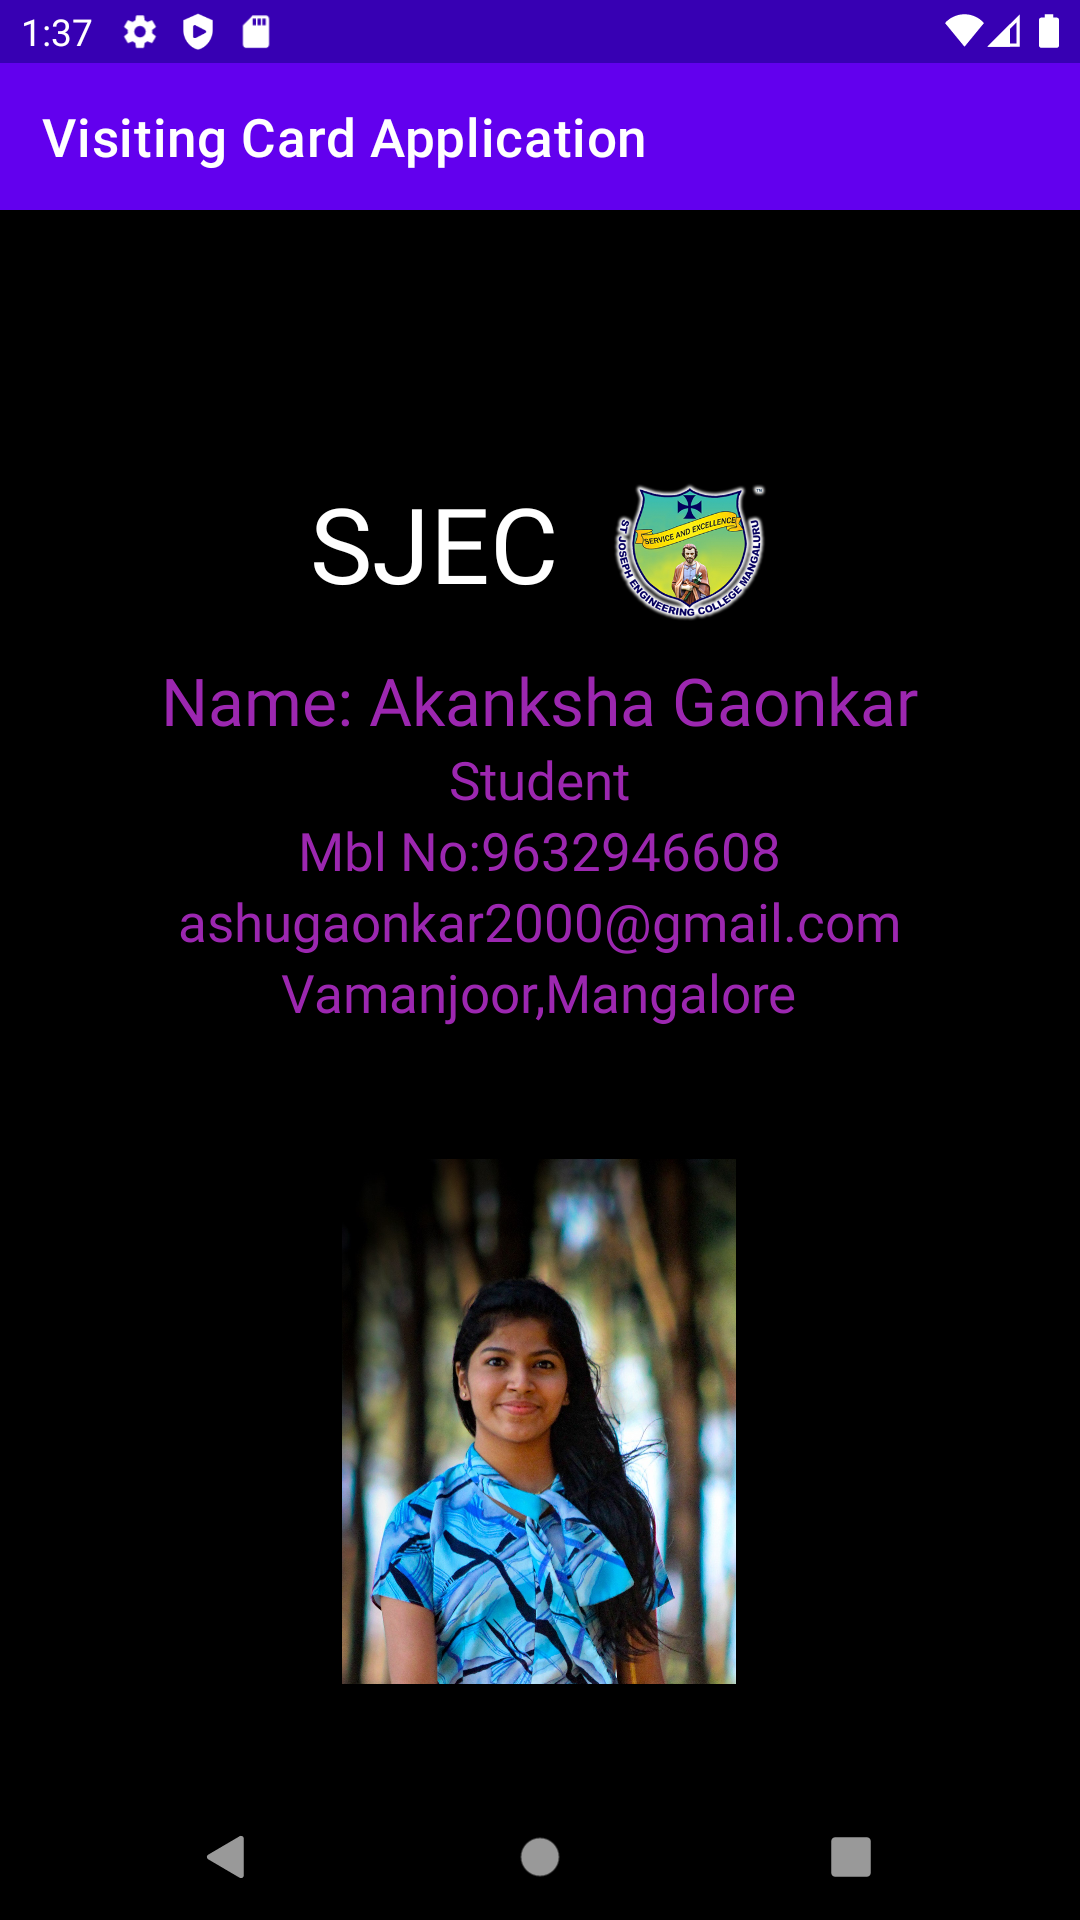 1:37
Visiting Card Application
SJEC
TM
SERVICE AND EXCELLENCE
ST JOSEPH ENGINEERING COLLEGE MANGALURU
Name: Akanksha Gaonkar
Student
Mbl No:9632946608
ashugaonkar2000@gmail.com
Vamanjoor,Mangalore